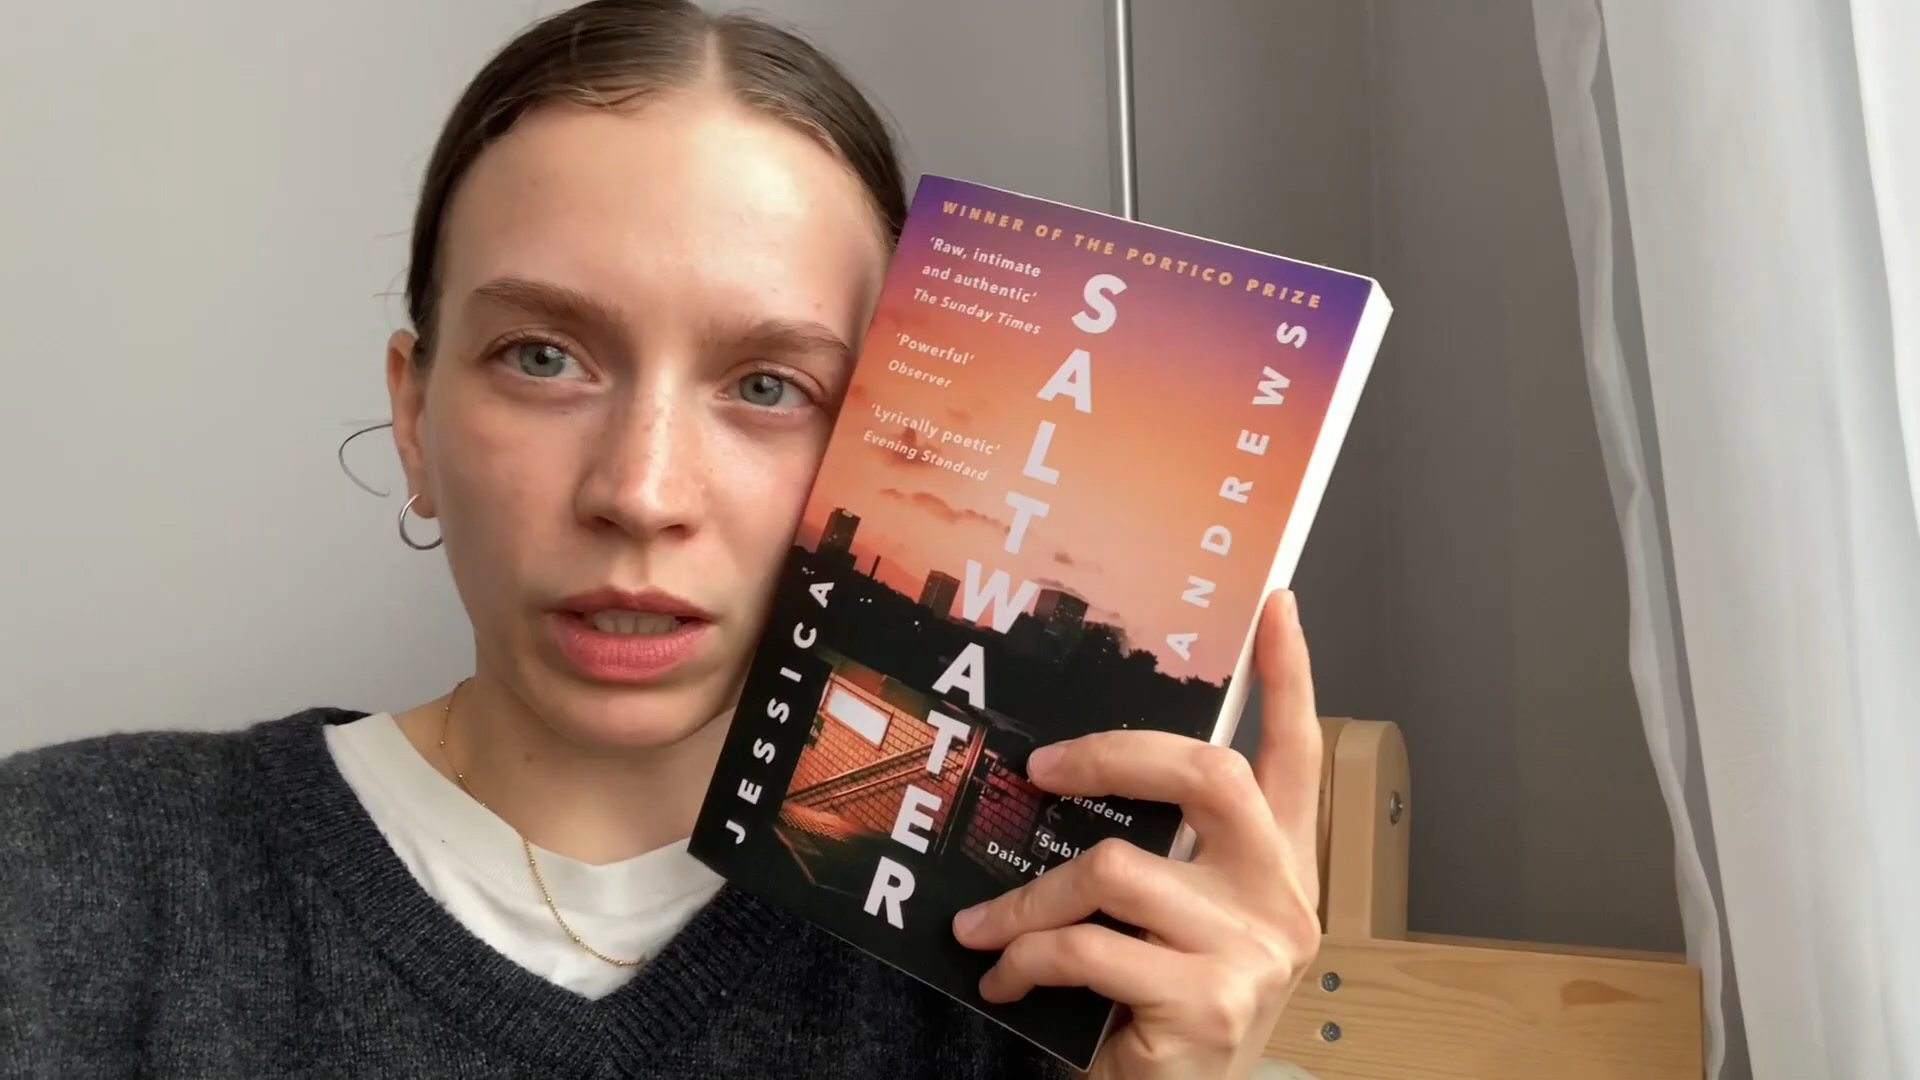 WINNER OF THE PORTICO PRIZE
'Raw, intimate
and authentic'
The Sunday Times
'Powerful'
Observer
'Lyrically poetic'
Evening Standard
SALTWATER
JESSICA
ANDREWS
Daisy